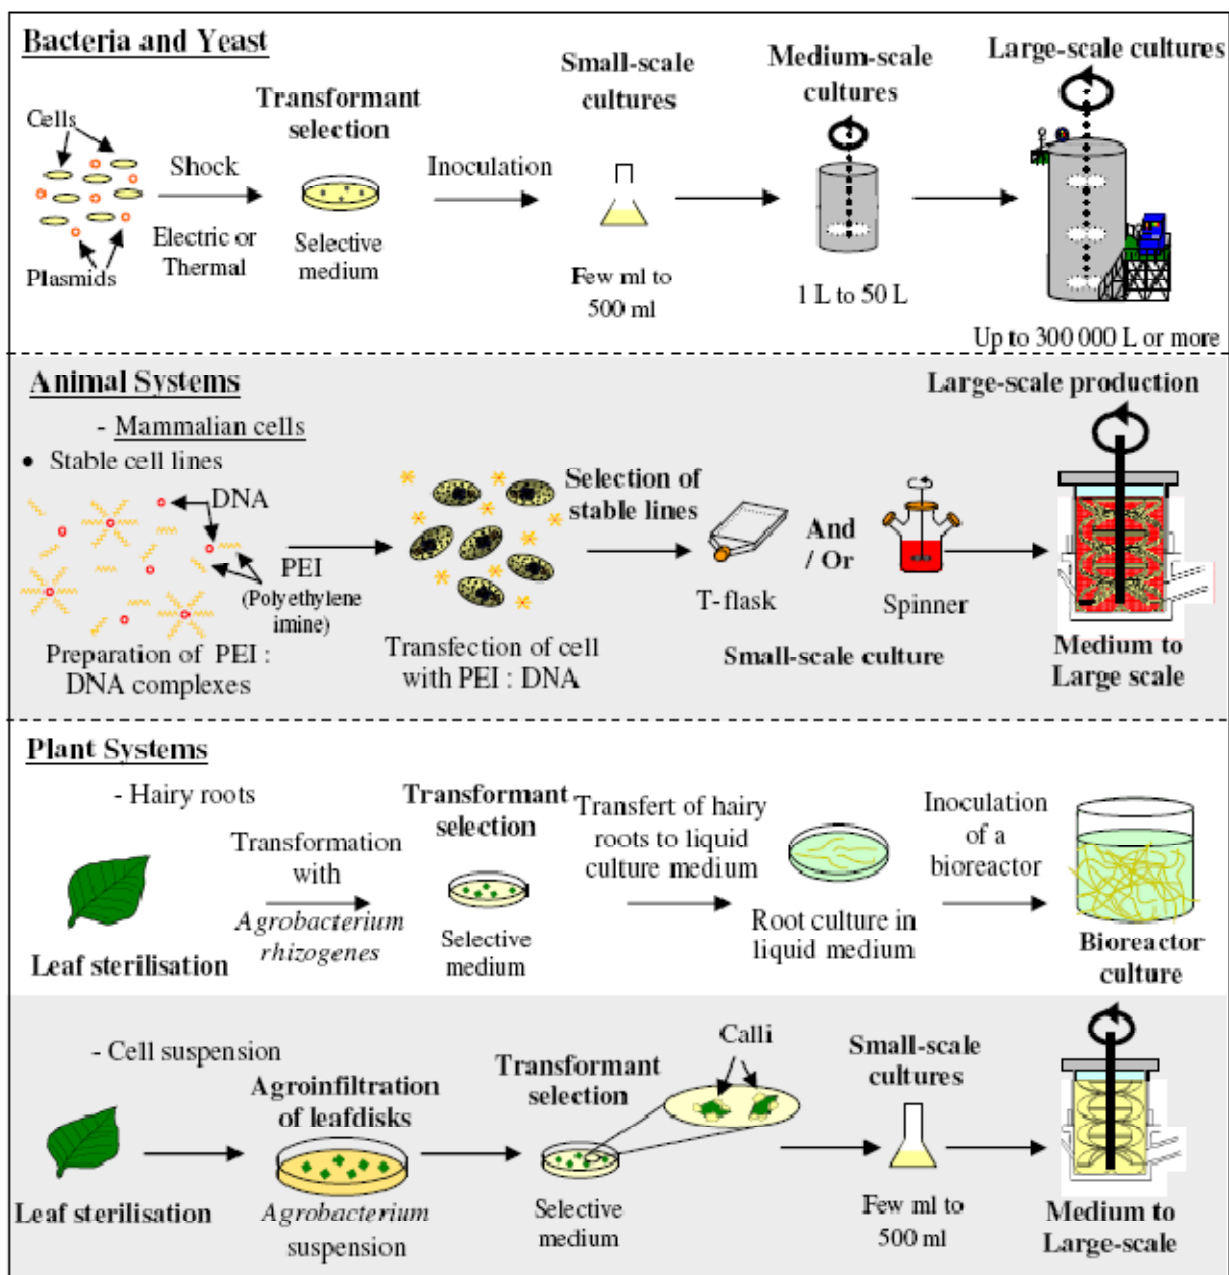 Bacteria and Yeast
Cells
Plasmids
Shock
Electric or
Thermal
Transformant
selection
Selective
medium
Inoculation
Small-scale
cultures
Few ml to
500 ml
Medium-scale
cultures
1 L to 50 L
Large-scale cultures
Up to 300 000 L or more
Animal Systems
- Mammalian cells
• Stable cell lines
DNA
PEI
(Polyethylene
imine)
Preparation of PEI :
DNA complexes
Transfection of cell
with PEI : DNA
Selection of
stable lines
T-flask
And
/ Or
Spinner
Small-scale culture
Large-scale production
Medium to
Large scale
Plant Systems
- Hairy roots
Leaf sterilisation
Transformation
with
Agrobacterium
rhizogenes
Transformant
selection
Selective
medium
Transfert of hairy
roots to liquid
culture medium
Root culture in
liquid medium
Inoculation
of a
bioreactor
Bioreactor
culture
- Cell suspension
Leaf sterilisation
Agroinfiltration
of leafdisks
Agrobacterium
suspension
Transformant
selection
Selective
medium
Calli
Small-scale
cultures
Few ml to
500 ml
Medium to
Large-scale